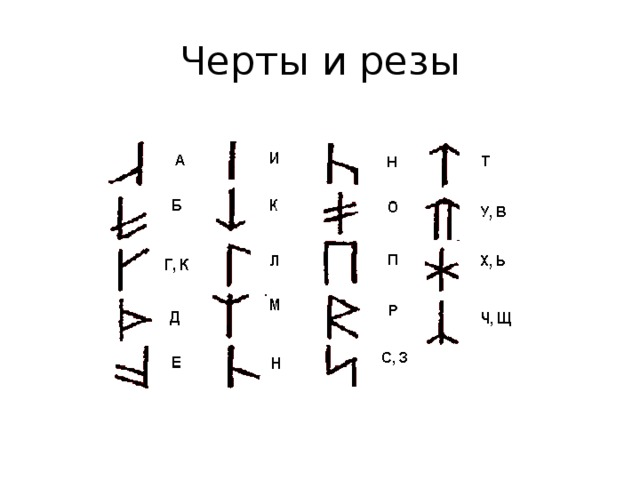 Черты и резы
А И Н Т
Б К О У, В
Г, К Л П Х, Ь
Д М Р Ч, Щ
Е Н С, З